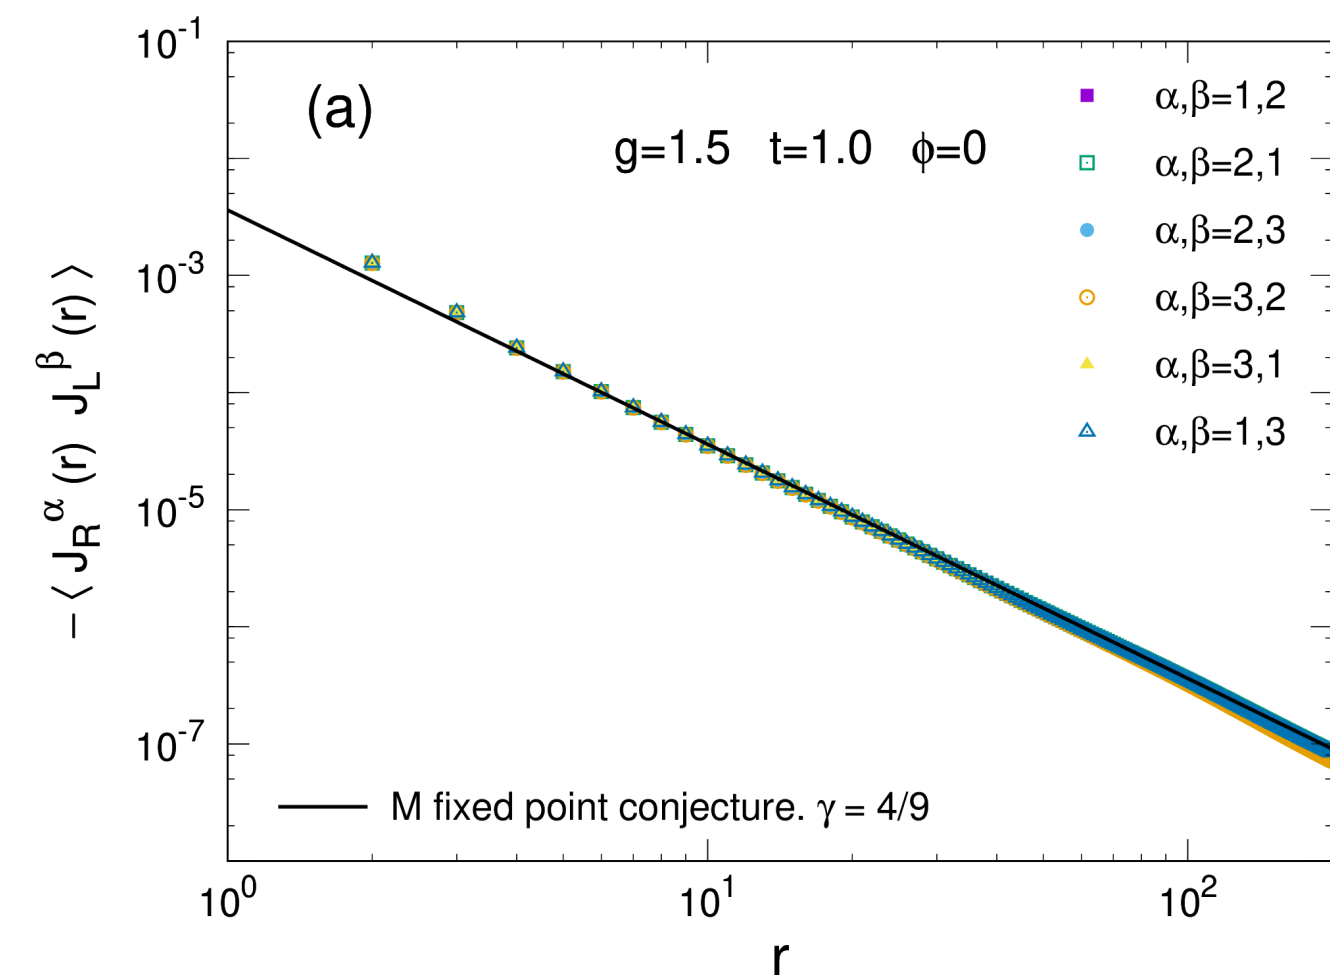 10^-1
(a)
g=1.5 t=1.0 ϕ=0
α,β=1,2
α,β=2,1
α,β=2,3
α,β=3,2
α,β=3,1
α,β=1,3
10^-3
10^-5
10^-7
− ⟨ J_R^α (r) J_L^β (r) ⟩
M fixed point conjecture. γ = 4/9
10^0 10^1 10^2
r